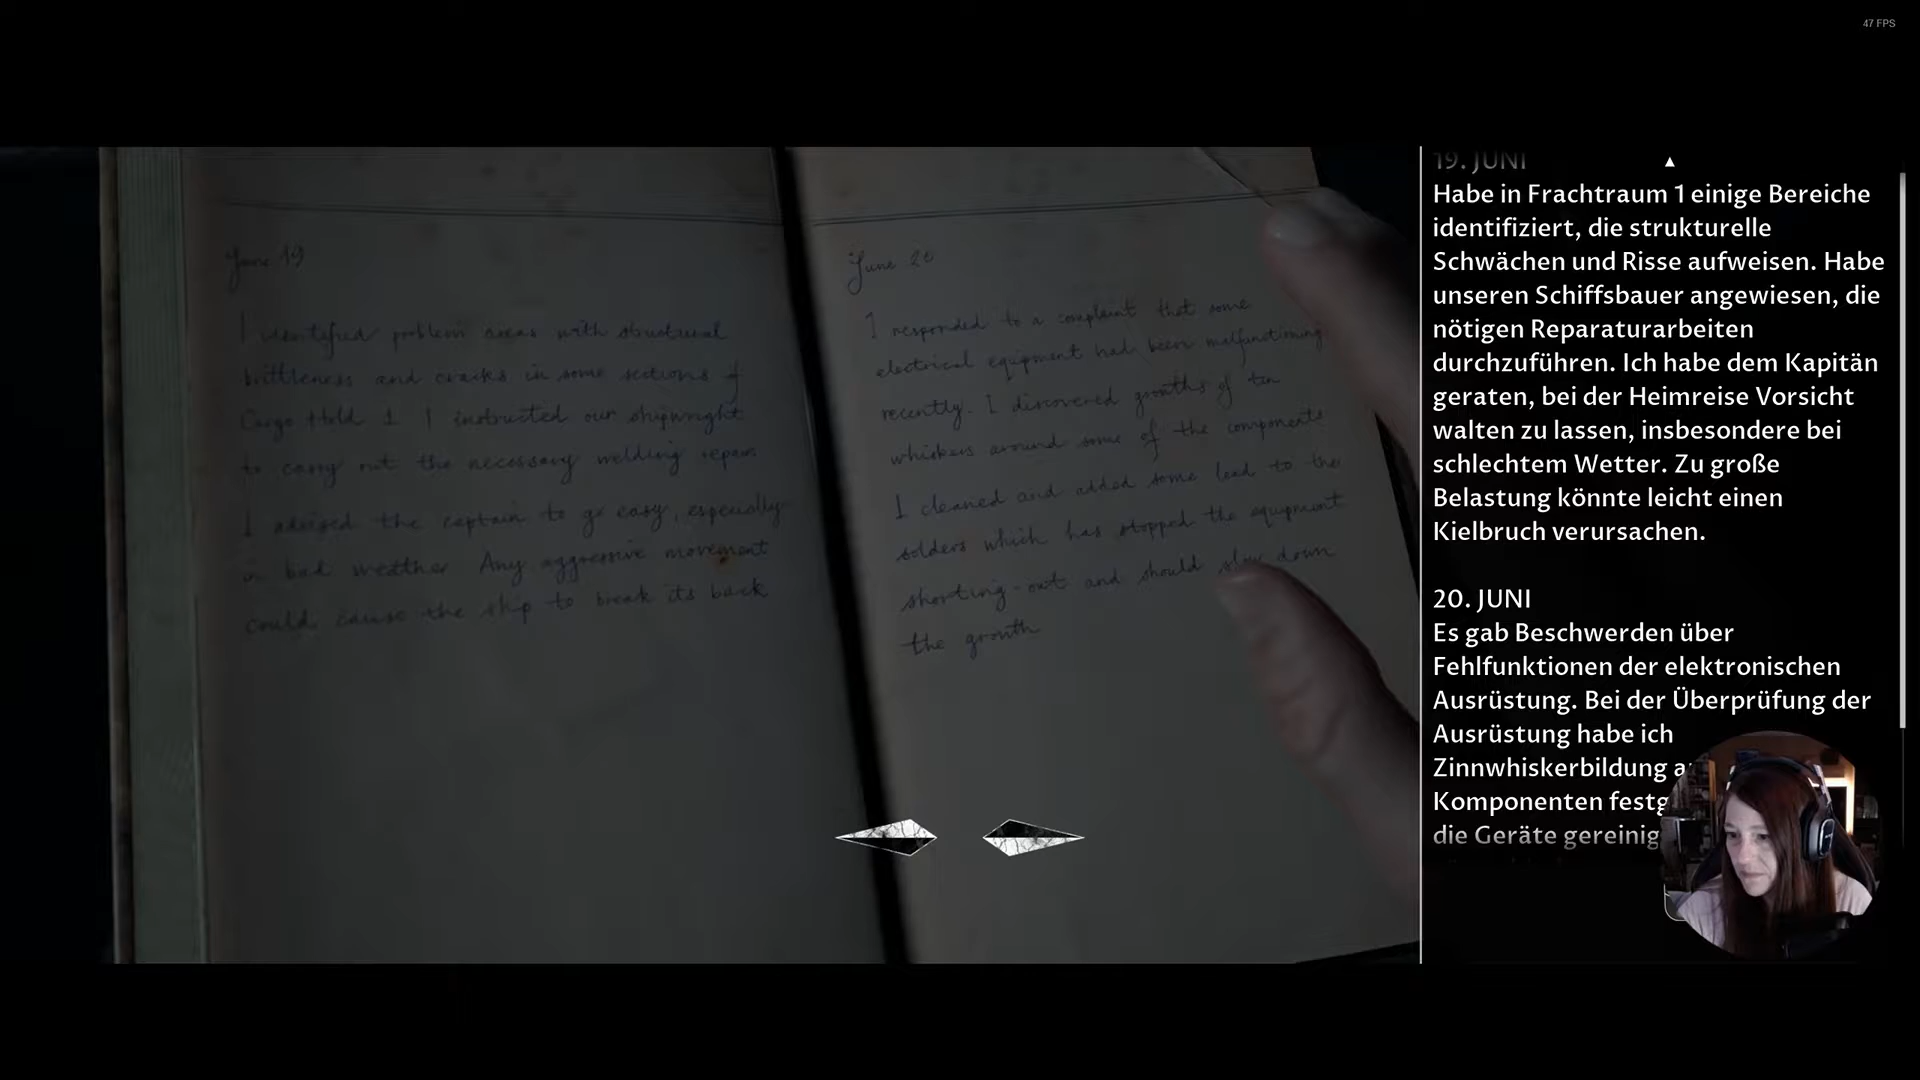 47 FPS
June 19
I identified problem areas with structural
brittleness and cracks in some sections of
Cargo Hold 1. I instructed our shipwright
to carry out the necessary welding repair.
I advised the captain to go easy, especially
in bad weather. Any aggressive movement
could cause the ship to break its back
June 20
I responded to a complaint that some
electrical equipment had been malfunctioning
recently. I discovered growths of tin
whiskers around some of the components
I cleaned and added some lead to the
solders which has stopped the equipment
shorting-out and should slow down
the growth
19. JUNI
Habe in Frachtraum 1 einige Bereiche
identifiziert, die strukturelle
Schwächen und Risse aufweisen. Habe
unseren Schiffsbauer angewiesen, die
nötigen Reparaturarbeiten
durchzuführen. Ich habe dem Kapitän
geraten, bei der Heimreise Vorsicht
walten zu lassen, insbesondere bei
schlechtem Wetter. Zu große
Belastung könnte leicht einen
Kielbruch verursachen.
20. JUNI
Es gab Beschwerden über
Fehlfunktionen der elektronischen
Ausrüstung. Bei der Überprüfung der
Ausrüstung habe ich
Zinnwhiskerbildung a
Komponenten festg
die Geräte gereinig